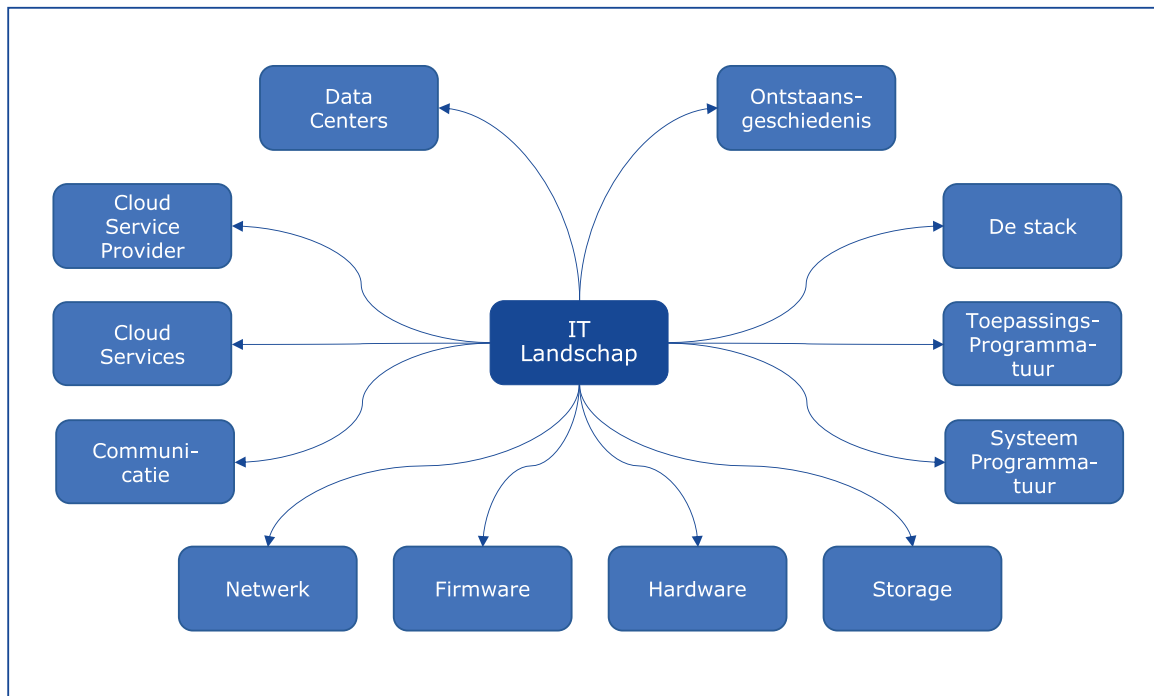 Data
Centers
Ontstaans-
geschiedenis
Cloud
Service
Provider
De stack
Cloud
Services
IT
Landschap
Toepassings-
Programma-
tuur
Communi-
catie
Systeem
Programma-
tuur
Netwerk
Firmware
Hardware
Storage